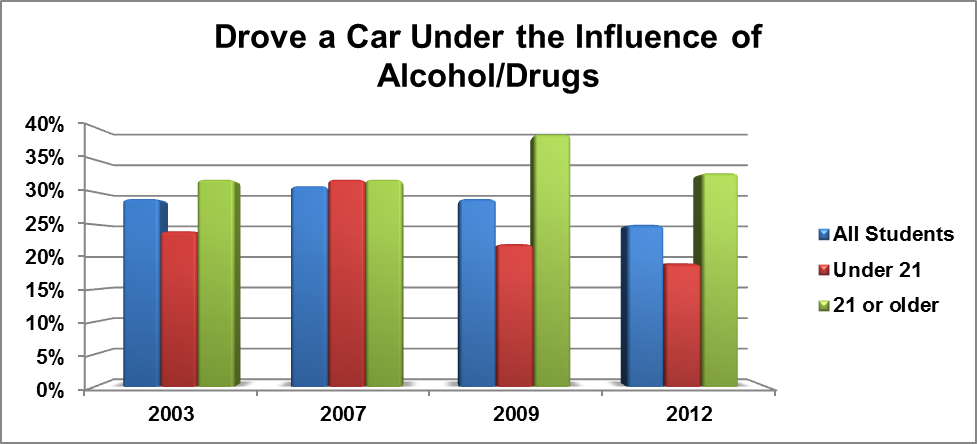 Drove a Car Under the Influence of
Alcohol/Drugs
40%
35%
30%
25%
20%
15%
10%
5%
0%
2003 2007 2009 2012
All Students
Under 21
21 or older